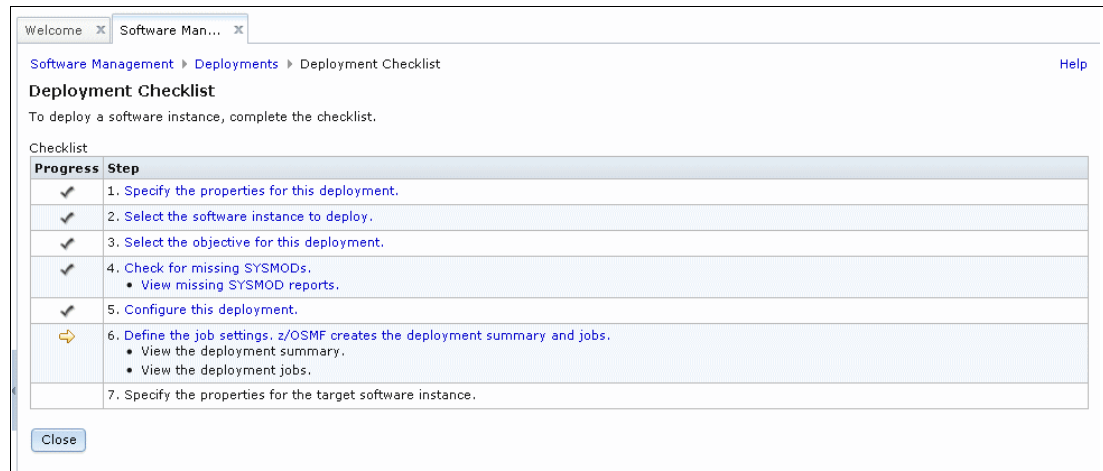 Welcome X Software Man... X
Software Management Deployments Deployment Checklist Help
Deployment Checklist
To deploy a software instance, complete the checklist.
Checklist
Progress Step
1. Specify the properties for this deployment.
2. Select the software instance to deploy.
3. Select the objective for this deployment.
4. Check for missing SYSMODs.
• View missing SYSMOD reports.
5. Configure this deployment.
6. Define the job settings. z/OSMF creates the deployment summary and jobs.
• View the deployment summary.
• View the deployment jobs.
7. Specify the properties for the target software instance.
Close